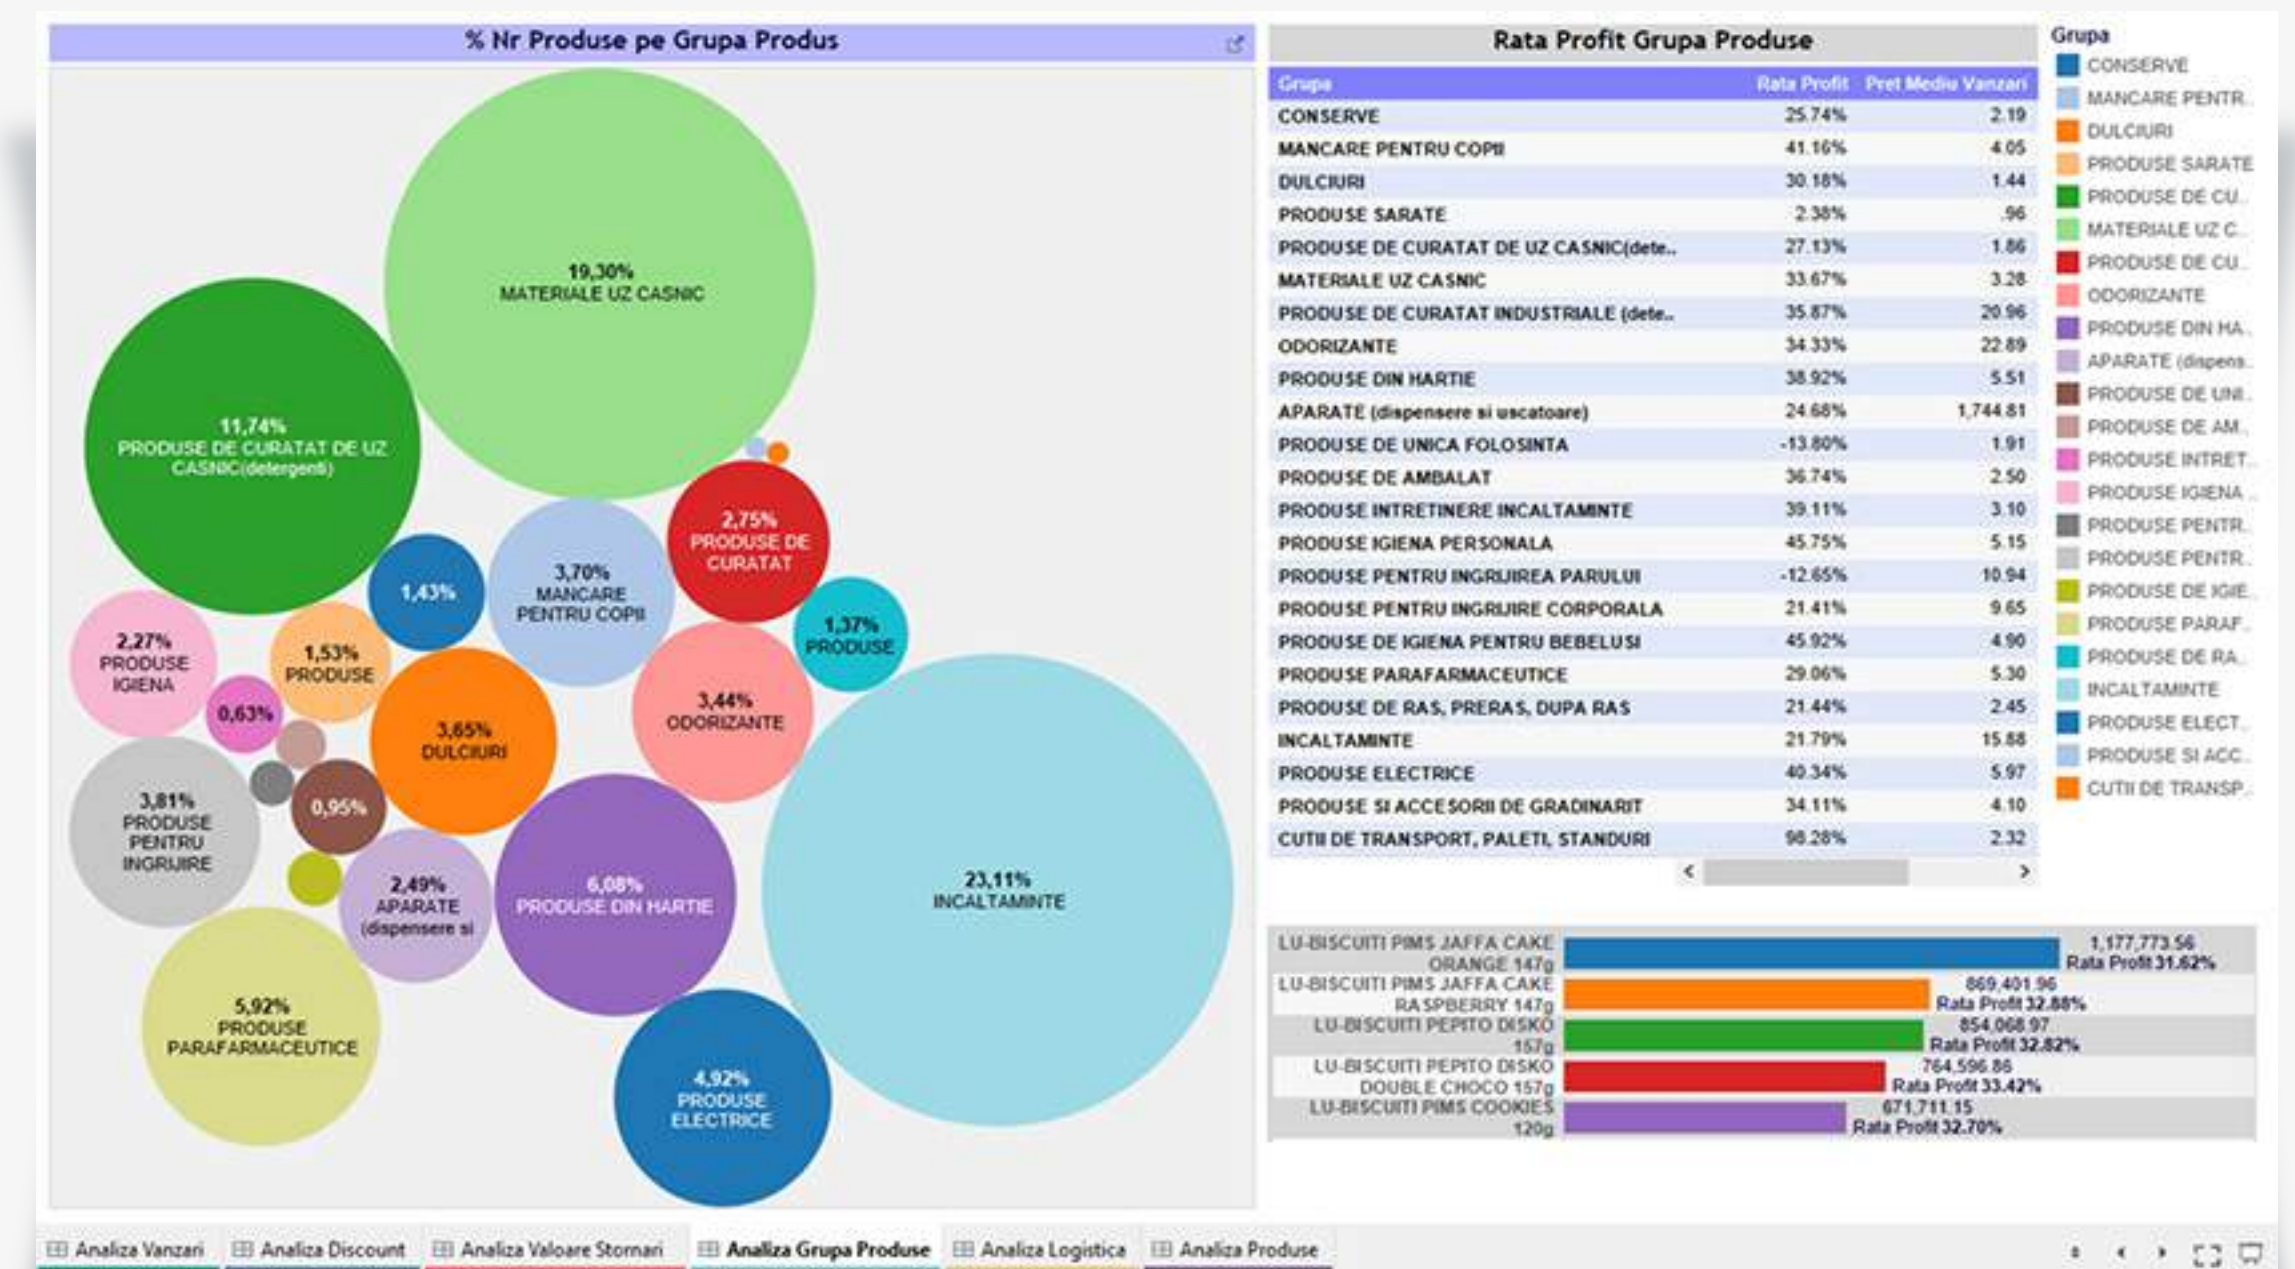 % Nr Produse pe Grupa Produs
19,30%
MATERIALE UZ CASNIC
11,74%
PRODUSE DE CURATAT DE UZ
CASNIC(detergenti)
2,75%
PRODUSE DE
CURATAT
1,43%
3,70%
MANCARE
PENTRU COPII
1,37%
PRODUSE
2,27%
PRODUSE
IGIENA
1,53%
PRODUSE
0,63%
3,65%
DULCIURI
3,44%
ODORIZANTE
3,81%
PRODUSE
PENTRU
INGRIJIRE
0,95%
2,49%
APARATE
(dispensere si
6,08%
PRODUSE DIN HARTIE
23,11%
INCALTAMINTE
5,92%
PRODUSE
PARAFARMACEUTICE
4,92%
PRODUSE
ELECTRICE
Rata Profit Grupa Produse
Grupa Rata Profit Pret Mediu Vanzari
CONSERVE 25.74% 2.19
MANCARE PENTRU COPII 41.16% 4.05
DULCIURI 30.18% 1.44
PRODUSE SARATE 2.38% .96
PRODUSE DE CURATAT DE UZ CASNIC(dete.. 27.13% 1.86
MATERIALE UZ CASNIC 33.67% 3.28
PRODUSE DE CURATAT INDUSTRIALE (dete.. 35.87% 20.96
ODORIZANTE 34.33% 22.89
PRODUSE DIN HARTIE 38.92% 5.51
APARATE (dispensere si uscatoare) 24.68% 1,744.81
PRODUSE DE UNICA FOLOSINTA -13.80% 1.91
PRODUSE DE AMBALAT 36.74% 2.50
PRODUSE INTRETINERE INCALTAMINTE 39.11% 3.10
PRODUSE IGIENA PERSONALA 45.75% 5.15
PRODUSE PENTRU INGRIJIREA PARULUI -12.65% 10.94
PRODUSE PENTRU INGRIJIRE CORPORALA 21.41% 9.65
PRODUSE DE IGIENA PENTRU BEBELUSI 45.92% 4.90
PRODUSE PARAFARMACEUTICE 29.06% 5.30
PRODUSE DE RAS, PRERAS, DUPA RAS 21.44% 2.45
INCALTAMINTE 21.79% 15.88
PRODUSE ELECTRICE 40.34% 5.97
PRODUSE SI ACCESORII DE GRADINARIT 34.11% 4.10
CUTII DE TRANSPORT, PALETI, STANDURI 98.28% 2.32
Grupa
CONSERVE
MANCARE PENTR..
DULCIURI
PRODUSE SARATE
PRODUSE DE CU..
MATERIALE UZ C..
PRODUSE DE CU..
ODORIZANTE
PRODUSE DIN HA..
APARATE (dispens..
PRODUSE DE UNI..
PRODUSE DE AM..
PRODUSE INTRET..
PRODUSE IGIENA ..
PRODUSE PENTR..
PRODUSE PENTR..
PRODUSE DE IGIE..
PRODUSE PARAF..
PRODUSE DE RA..
INCALTAMINTE
PRODUSE ELECT..
PRODUSE SI ACC..
CUTII DE TRANSP..
LU-BISCUITI PIMS JAFFA CAKE
ORANGE 147g
1,177,773.56
Rata Profit 31.62%
LU-BISCUITI PIMS JAFFA CAKE
RASPBERRY 147g
869,401.96
Rata Profit 32.88%
LU-BISCUITI PEPITO DISKO
157g
854,068.97
Rata Profit 32.82%
LU-BISCUITI PEPITO DISKO
DOUBLE CHOCO 157g
764,596.86
Rata Profit 33.42%
LU-BISCUITI PIMS COOKIES
120g
671,711.15
Rata Profit 32.70%
Analiza Vanzari Analiza Discount Analiza Valoare Stornari Analiza Grupa Produse Analiza Logistica Analiza Produse